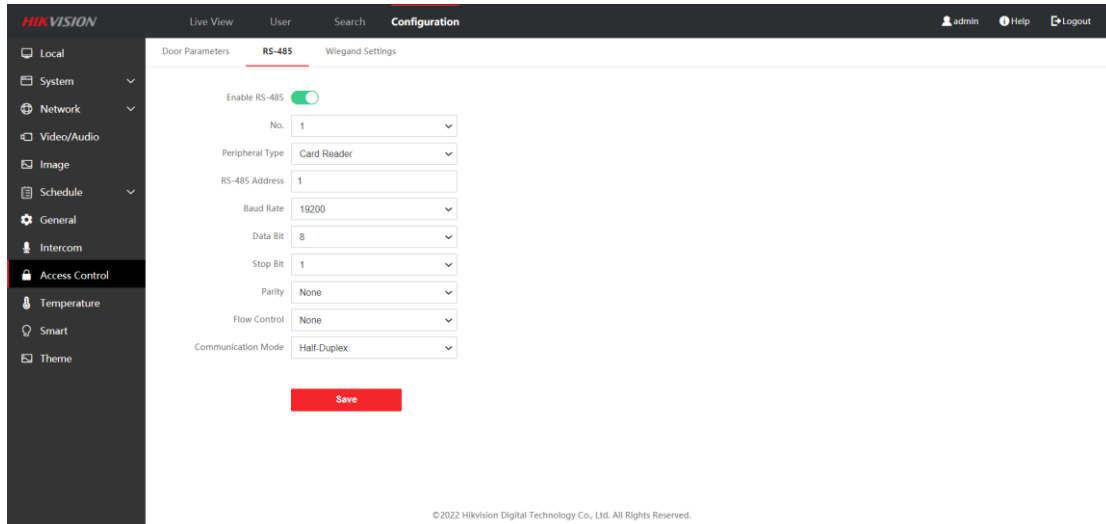 HIKVISION Live View User Search Configuration admin Help Logout
Local
System
Network
Video/Audio
Image
Schedule
General
Intercom
Access Control
Temperature
Smart
Theme
Door Parameters RS-485 Wiegand Settings
Enable RS-485
No. 1
Peripheral Type Card Reader
RS-485 Address 1
Baud Rate 19200
Data Bit 8
Stop Bit 1
Parity None
Flow Control None
Communication Mode Half-Duplex
Save
©2022 Hikvision Digital Technology Co., Ltd. All Rights Reserved.